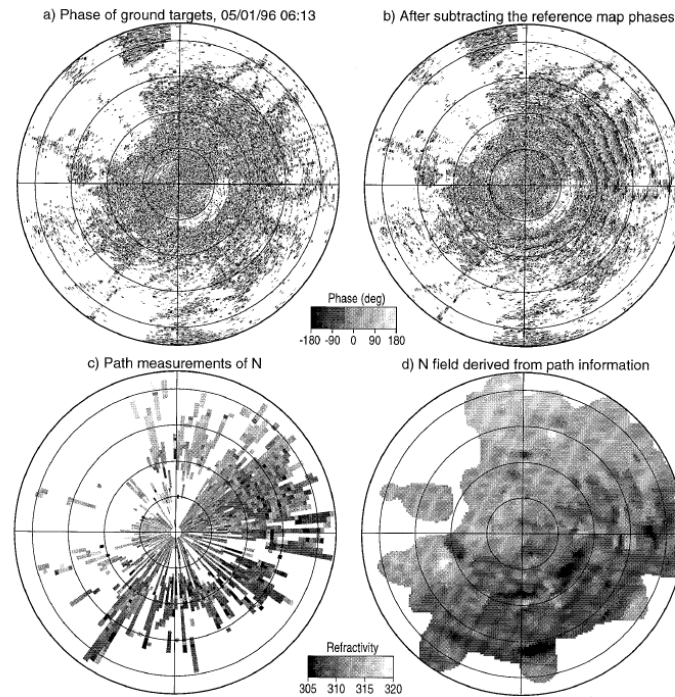 a) Phase of ground targets, 05/01/96 06:13
b) After subtracting the reference map phases
Phase (deg)
-180 -90 0 90 180
c) Path measurements of N
d) N field derived from path information
Refractivity
305 310 315 320